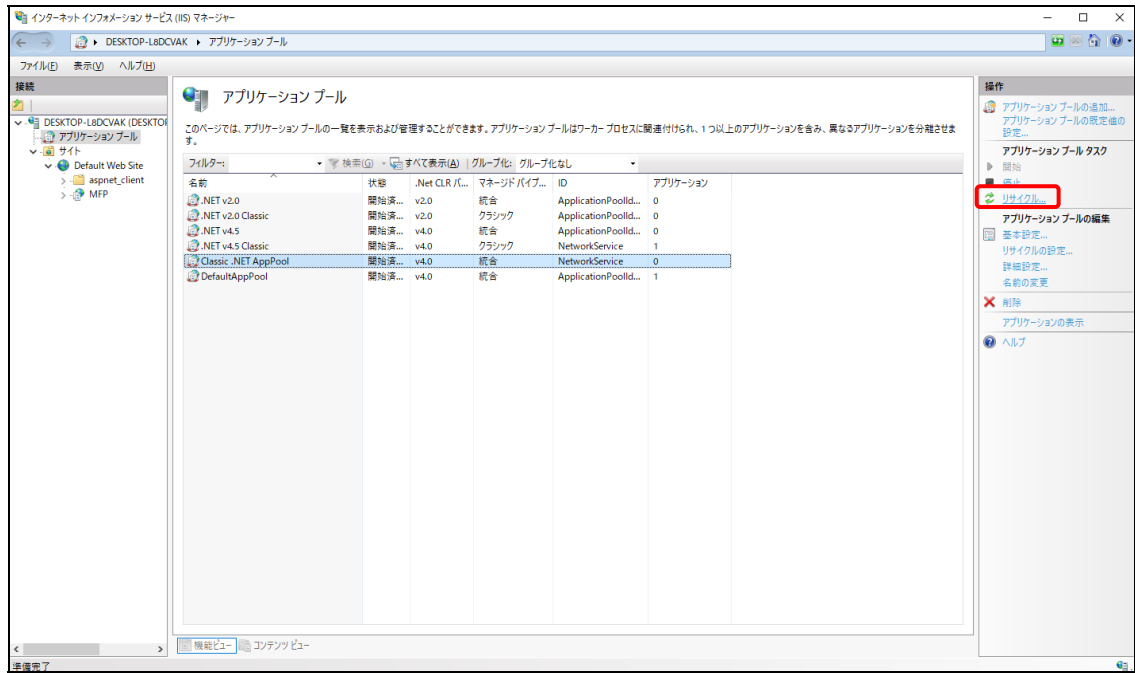 インターネット インフォメーション サービス (IIS) マネージャー
DESKTOP-L8DCVAK アプリケーション プール
ファイル(F) 表示(V) ヘルプ(H)
接続
DESKTOP-L8DCVAK (DESKTO
アプリケーション プール
サイト
Default Web Site
aspnet_client
MFP
アプリケーション プール
このページでは、アプリケーション プールの一覧を表示および管理することができます。アプリケーション プールはワーカー プロセスに関連付けられ、1 つ以上のアプリケーションを含み、異なるアプリケーションを分離させま
す。
フィルター: 検索(G) すべて表示(A) グループ化: グループ化なし
名前 状態 .Net CLR バ... マネージド パイプ... ID アプリケーション
.NET v2.0 開始済... v2.0 統合 ApplicationPoolId... 0
.NET v2.0 Classic 開始済... v2.0 クラシック ApplicationPoolId... 0
.NET v4.5 開始済... v4.0 統合 ApplicationPoolId... 0
.NET v4.5 Classic 開始済... v4.0 クラシック NetworkService 1
Classic .NET AppPool 開始済... v4.0 統合 NetworkService 0
DefaultAppPool 開始済... v4.0 統合 ApplicationPoolId... 1
機能ビュー コンテンツ ビュー
操作
アプリケーション プールの追加...
アプリケーション プールの既定値の
設定...
アプリケーション プール タスク
開始
停止
リサイクル...
アプリケーション プールの編集
基本設定...
リサイクルの設定...
詳細設定...
名前の変更
削除
アプリケーションの表示
ヘルプ
準備完了